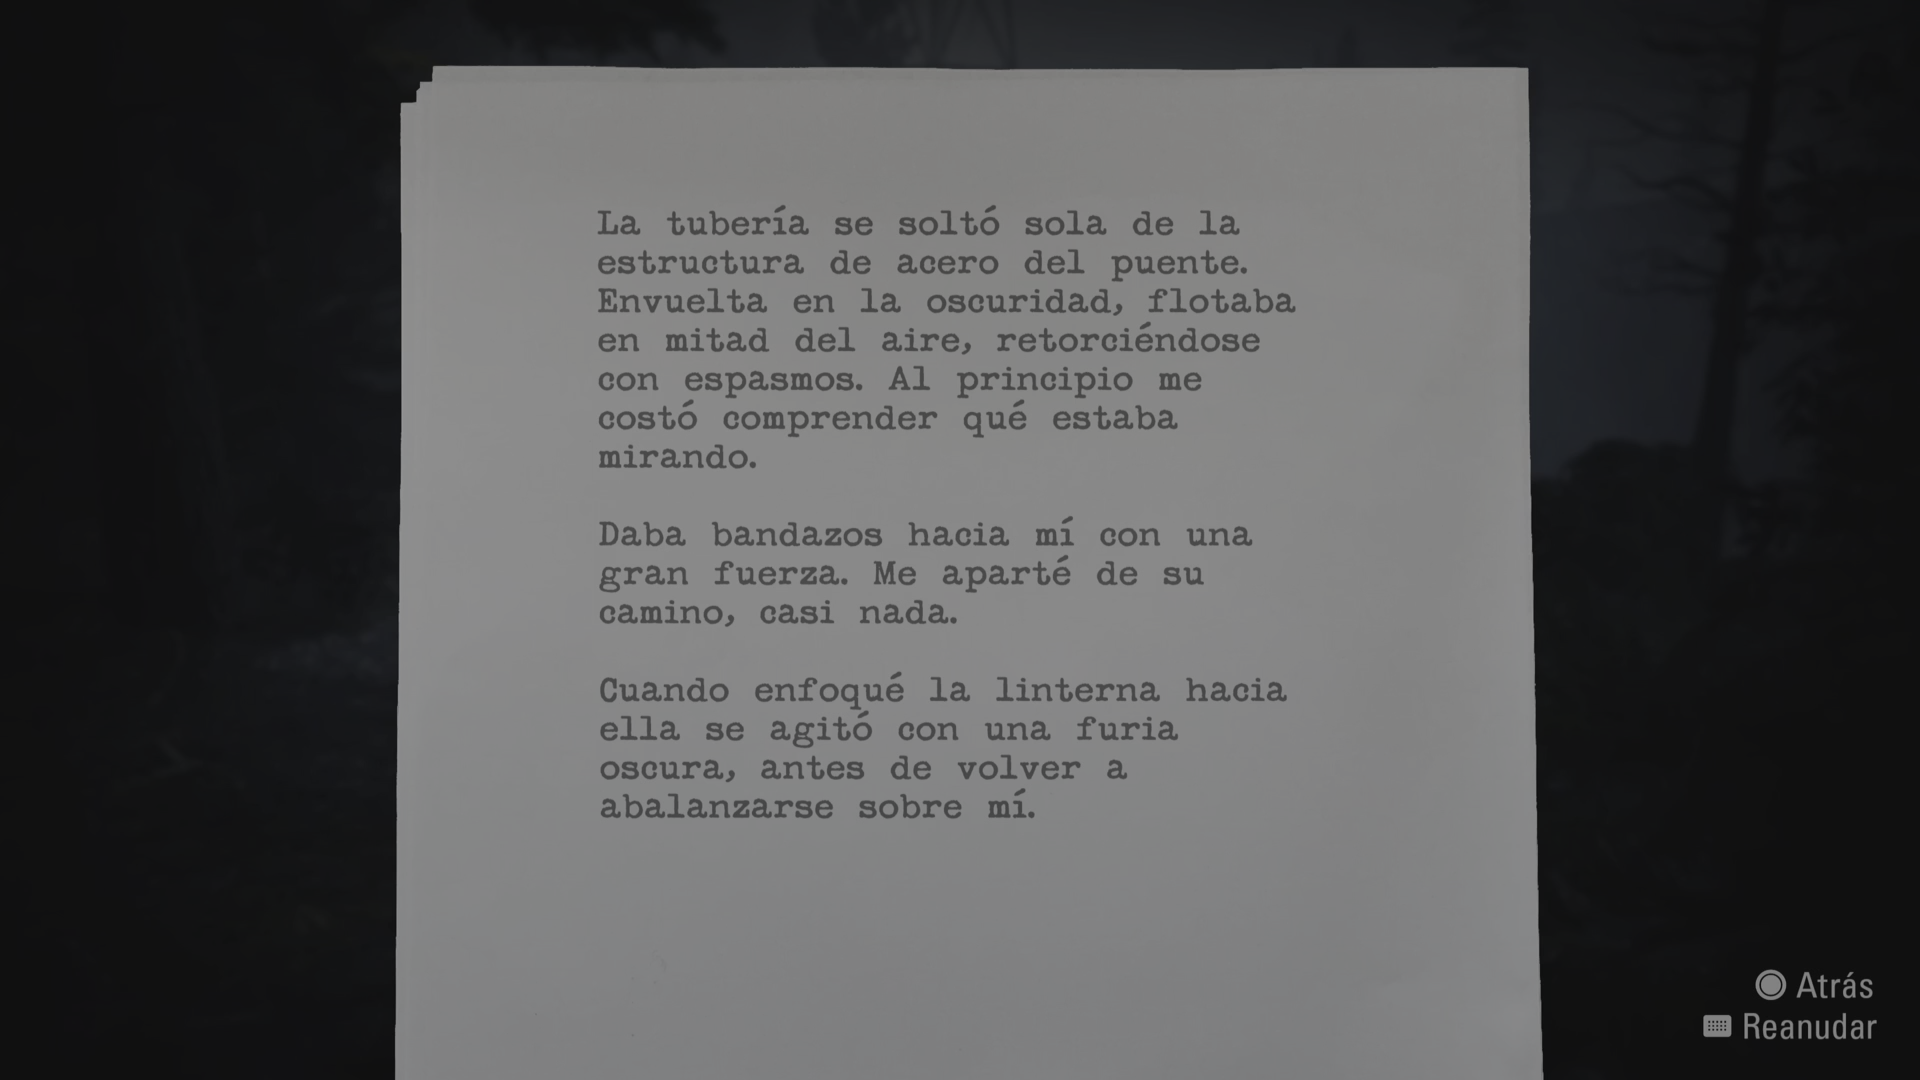 La tubería se soltó sola de la
estructura de acero del puente.
Envuelta en la oscuridad, flotaba
en mitad del aire, retorciéndose
con espasmos. Al principio me
costó comprender qué estaba
mirando.
Daba bandazos hacia mí con una
gran fuerza. Me aparté de su
camino, casi nada.
Cuando enfoqué la linterna hacia
ella se agitó con una furia
oscura, antes de volver a
abalanzarse sobre mí.
Atrás
Reanudar